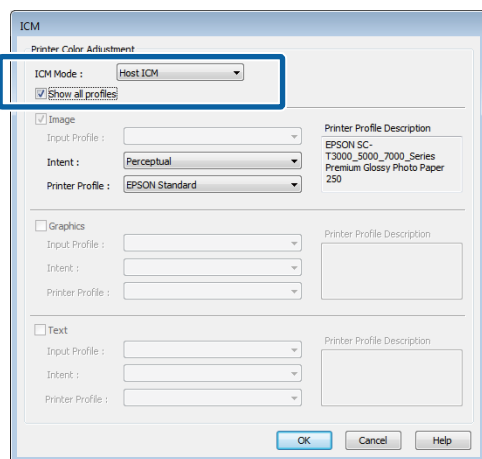 ICM
Printer Color Adjustment
ICM Mode : Host ICM
Show all profiles
Image
Input Profile :
Printer Profile Description
Intent : Perceptual
Printer Profile : EPSON Standard
EPSON SC-
T3000_5000_7000_Series
Premium Glossy Photo Paper
250
Graphics
Input Profile :
Printer Profile Description
Intent :
Printer Profile :
Text
Input Profile :
Printer Profile Description
Intent :
Printer Profile :
OK Cancel Help